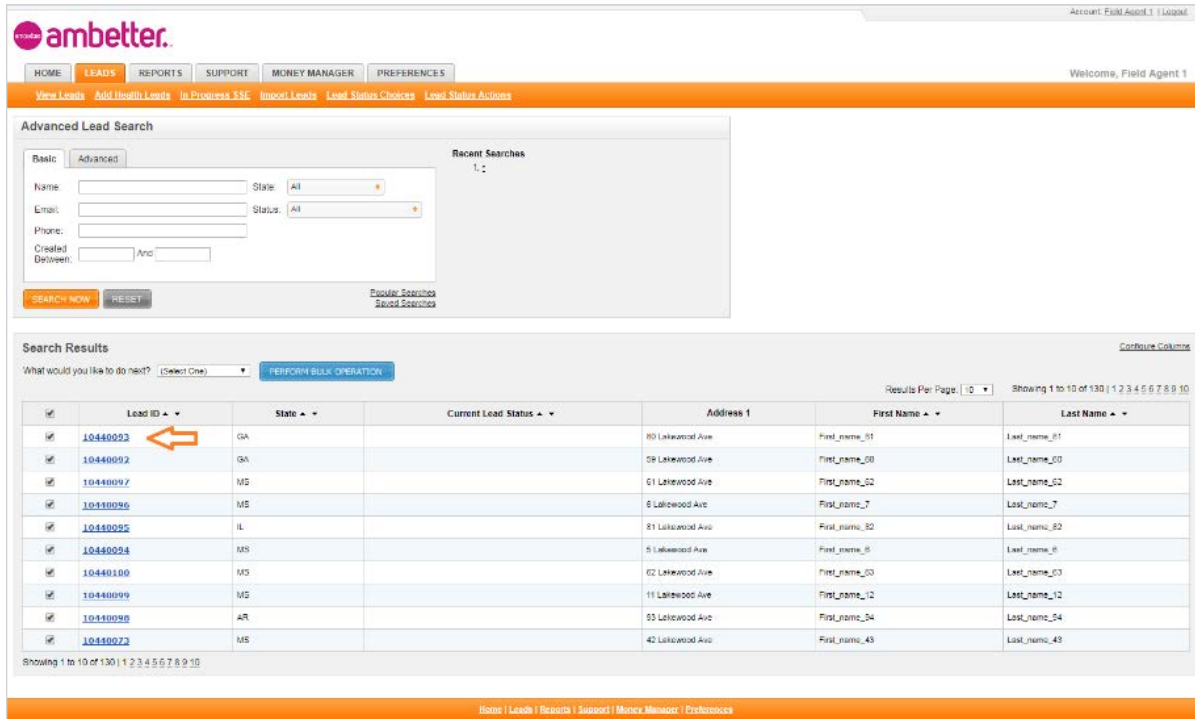 Account: Field Agent 1 | Logout
ambetter.
HOME LEADS REPORTS SUPPORT MONEY MANAGER PREFERENCES
Welcome, Field Agent 1
View Leads Add Health Leads In Progress SSE Import Leads Lead Status Choices Lead Status Actions
Advanced Lead Search
Basic Advanced
Recent Searches
1. :
Name: State: All
Email: Status: All
Phone:
Created Between: And
SEARCH NOW RESET
Popular Searches
Saved Searches
Search Results
Configure Columns
What would you like to do next? (Select One) PERFORM BULK OPERATION
Results Per Page: 10 Showing 1 to 10 of 130 | 1 2 3 4 5 6 7 8 9 10
Lead ID State Current Lead Status Address 1 First Name Last Name
10440093 GA 80 Lakewood Ave First_name_81 Last_name_81
10440092 GA 59 Lakewood Ave First_name_60 Last_name_60
10440097 MS 61 Lakewood Ave First_name_62 Last_name_62
10440096 MS 6 Lakewood Ave First_name_7 Last_name_7
10440095 IL 81 Lakewood Ave First_name_82 Last_name_82
10440094 MS 5 Lakewood Ave First_name_6 Last_name_6
10440100 MS 62 Lakewood Ave First_name_63 Last_name_63
10440099 MS 11 Lakewood Ave First_name_12 Last_name_12
10440098 AR 93 Lakewood Ave First_name_94 Last_name_94
10440073 MS 42 Lakewood Ave First_name_43 Last_name_43
Showing 1 to 10 of 130 | 1 2 3 4 5 6 7 8 9 10
Home | Leads | Reports | Support | Money Manager | Preferences